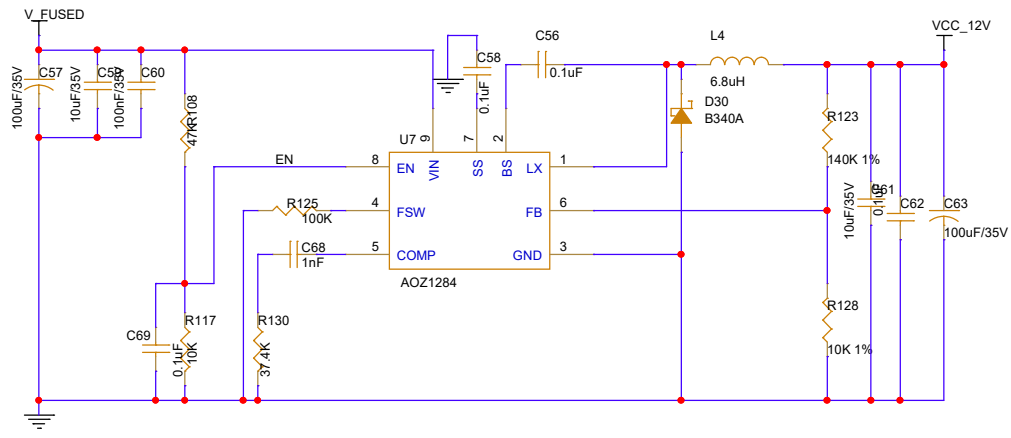 V_FUSED
VCC_12V
C57
100uF/35V
C59
10uF/35V
C60
100nF/35V
R108
47K
C58
0.1uF
C56
0.1uF
L4
6.8uH
D30
B340A
U7
9
7
2
VIN
SS
BS
8
EN
EN
4
FSW
5
COMP
LX
1
FB
6
GND
3
AOZ1284
R125
100K
C68
1nF
R123
140K 1%
R128
10K 1%
C61
10uF/35V
C62
0.1uF
C63
100uF/35V
C69
0.1uF
R117
10K
R130
37.4K